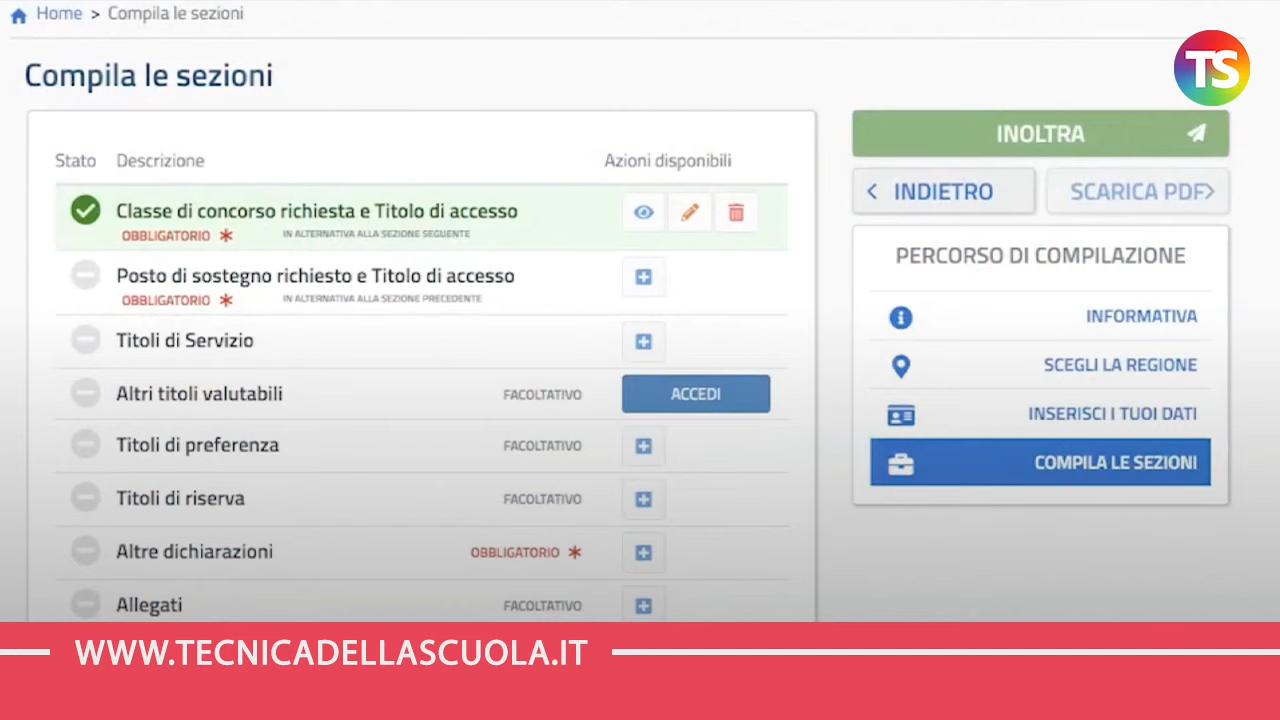 Home > Compila le sezioni
TS
Compila le sezioni
Stato Descrizione Azioni disponibili
Classe di concorso richiesta e Titolo di accesso
OBBLIGATORIO * IN ALTERNATIVA ALLA SEZIONE SEGUENTE
Posto di sostegno richiesto e Titolo di accesso
OBBLIGATORIO * IN ALTERNATIVA ALLA SEZIONE PRECEDENTE
Titoli di Servizio
Altri titoli valutabili FACOLTATIVO ACCEDI
Titoli di preferenza FACOLTATIVO
Titoli di riserva FACOLTATIVO
Altre dichiarazioni OBBLIGATORIO *
Allegati FACOLTATIVO
INOLTRA
INDIETRO SCARICA PDF
PERCORSO DI COMPILAZIONE
INFORMATIVA
SCEGLI LA REGIONE
INSERISCI I TUOI DATI
COMPILA LE SEZIONI
WWW.TECNICADELLASCUOLA.IT